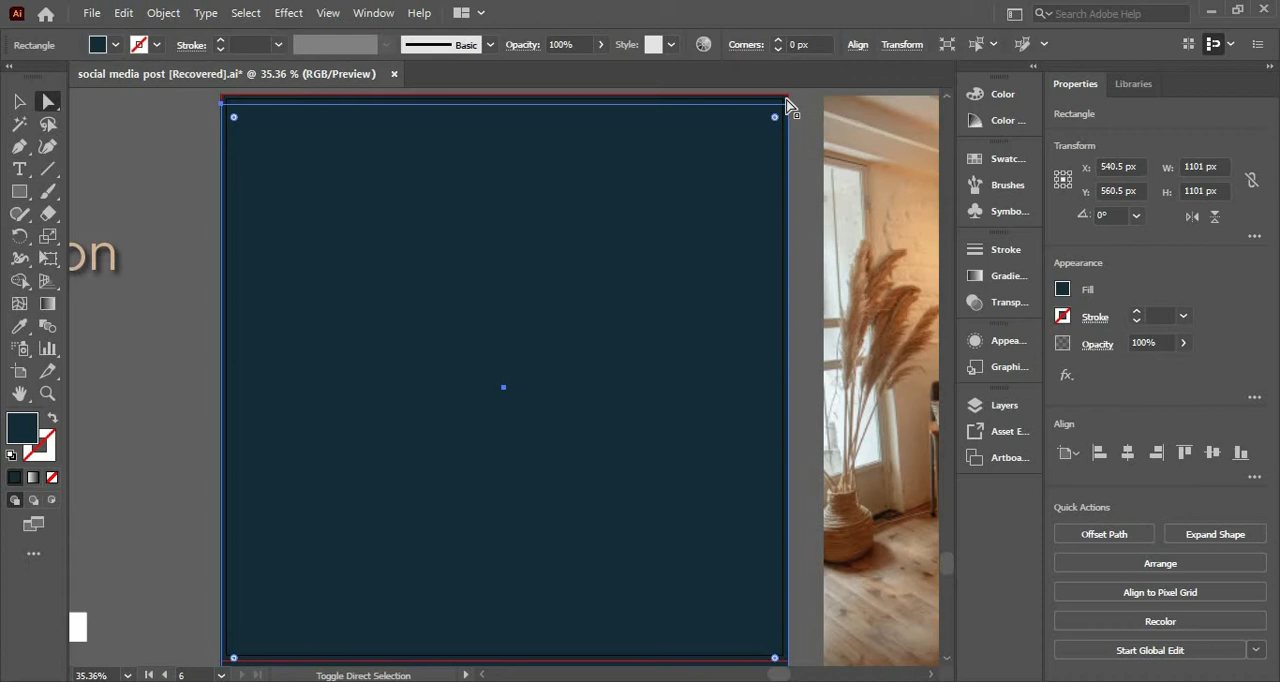 Ai File Edit Object Type Select Effect View Window Help Search Adobe Help
Rectangle Stroke: Basic Opacity: 100% Style: Corners: 0 px Align Transform
social media post [Recovered].ai* @ 35.36 % (RGB/Preview)
Properties Libraries
Rectangle
Transform
X: 540.5 px W: 1101 px
Y: 560.5 px H: 1101 px
0°
Appearance
Fill
Stroke
Opacity 100%
fx.
Align
Quick Actions
Offset Path Expand Shape
Arrange
Align to Pixel Grid
Recolor
Start Global Edit
Color
Color ...
Swatc...
Brushes
Symbo...
Stroke
Gradie...
Transp...
Appea...
Graphi...
Layers
Asset E...
Artboa...
on
35.36% 6 Toggle Direct Selection